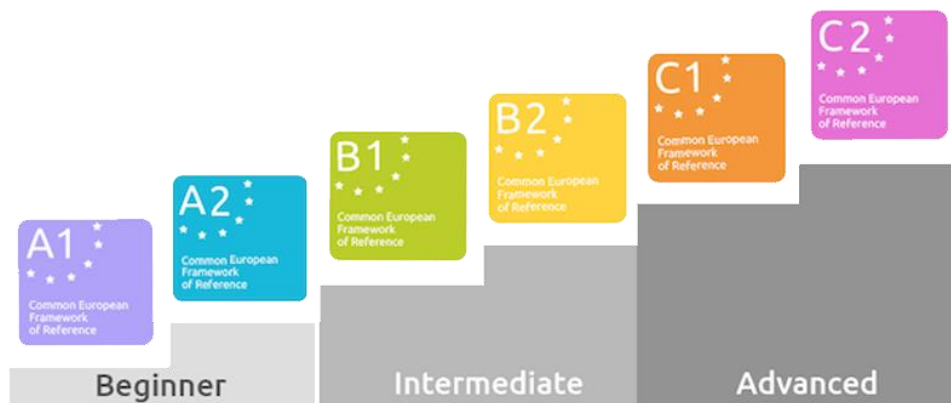 A1
Common European
Framework
of Reference
A2
Common European
Framework
of Reference
B1
Common European
Framework
of Reference
B2
Common European
Framework
of Reference
C1
Common European
Framework
of Reference
C2
Common European
Framework
of Reference
Beginner
Intermediate
Advanced